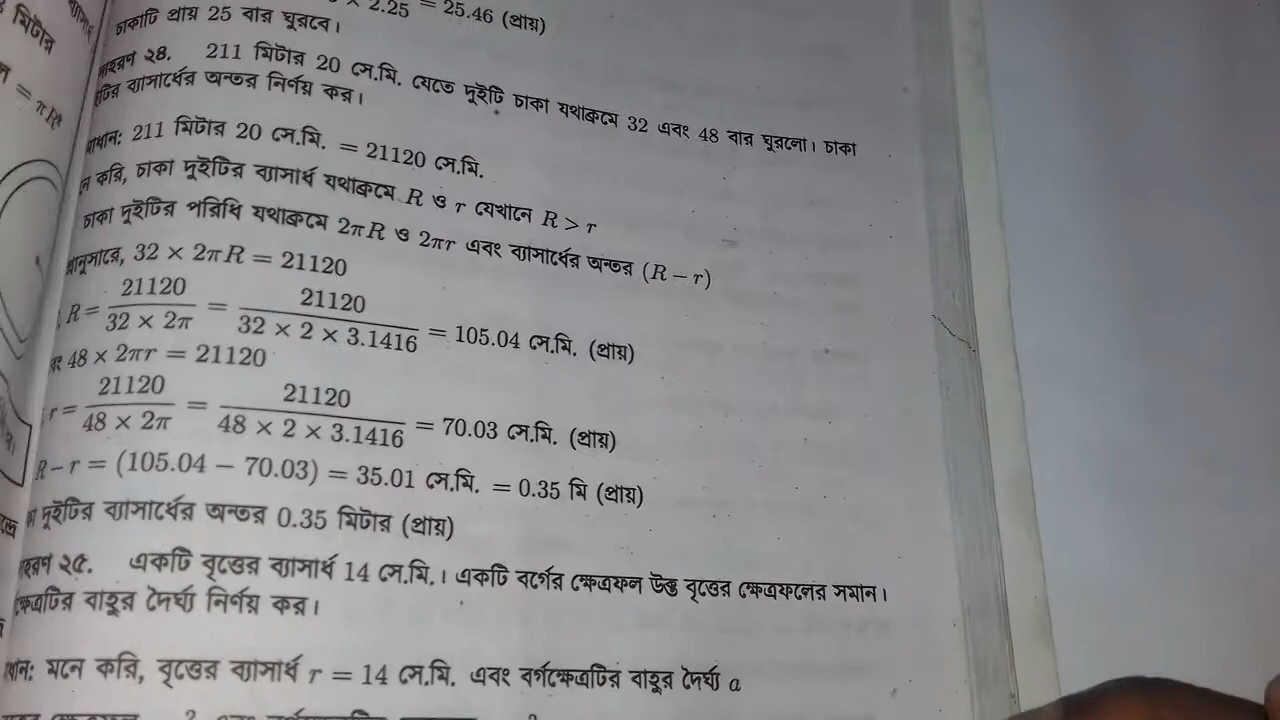 × 2.25 = 25.46 (প্রায়)
চাকাটি প্রায় 25 বার ঘুরবে।
২৪. 211 মিটার 20 সে.মি. যেতে দুইটি চাকা যথাক্রমে 32 এবং 48 বার ঘুরলো। চাকা
ব্যাসার্ধের অন্তর নির্ণয় কর।
211 মিটার 20 সে.মি. = 21120 সে.মি.
করি, চাকা দুইটির ব্যাসার্ধ যথাক্রমে R ও r যেখানে R > r
চাকা দুইটির পরিধি যথাক্রমে 2πR ও 2πr এবং ব্যাসার্ধের অন্তর (R − r)
32 × 2πR = 21120
R = 21120 / (32 × 2π) = 21120 / (32 × 2 × 3.1416) = 105.04 সে.মি. (প্রায়)
48 × 2πr = 21120
r = 21120 / (48 × 2π) = 21120 / (48 × 2 × 3.1416) = 70.03 সে.মি. (প্রায়)
R − r = (105.04 − 70.03) = 35.01 সে.মি. = 0.35 মি (প্রায়)
দুইটির ব্যাসার্ধের অন্তর 0.35 মিটার (প্রায়)
২৫. একটি বৃত্তের ব্যাসার্ধ 14 সে.মি.। একটি বর্গের ক্ষেত্রফল উক্ত বৃত্তের ক্ষেত্রফলের সমান।
বাহুর দৈর্ঘ্য নির্ণয় কর।
মনে করি, বৃত্তের ব্যাসার্ধ r = 14 সে.মি. এবং বর্গক্ষেত্রটির বাহুর দৈর্ঘ্য a